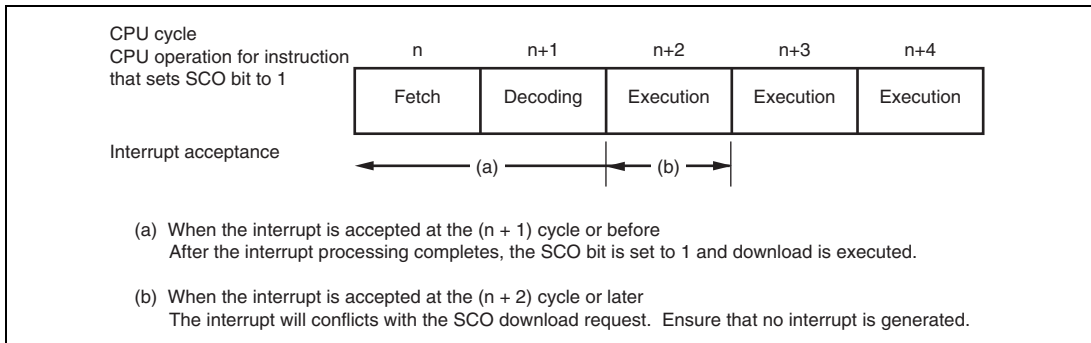 CPU cycle
CPU operation for instruction
that sets SCO bit to 1
n n+1 n+2 n+3 n+4
Fetch Decoding Execution Execution Execution
Interrupt acceptance
(a) (b)
(a) When the interrupt is accepted at the (n + 1) cycle or before
After the interrupt processing completes, the SCO bit is set to 1 and download is executed.
(b) When the interrupt is accepted at the (n + 2) cycle or later
The interrupt will conflicts with the SCO download request. Ensure that no interrupt is generated.